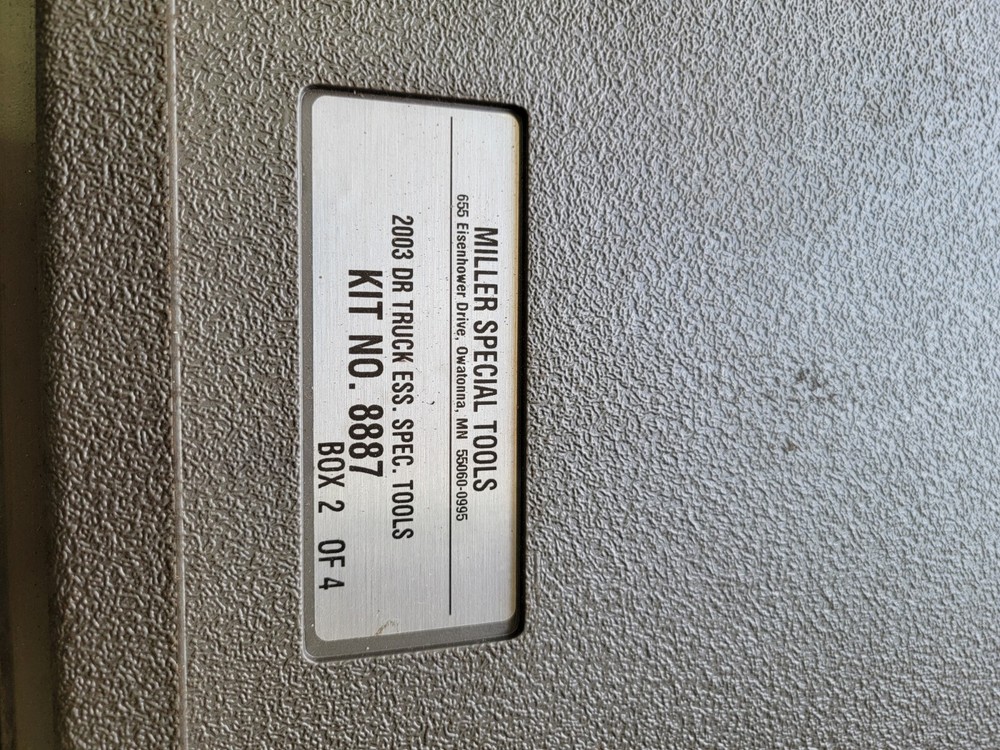 MILLER SPECIAL TOOLS
655 Eisenhower Drive, Owatonna, MN 55060-0995
2003 DR TRUCK ESS. SPEC. TOOLS
KIT NO. 8887
BOX 2 OF 4